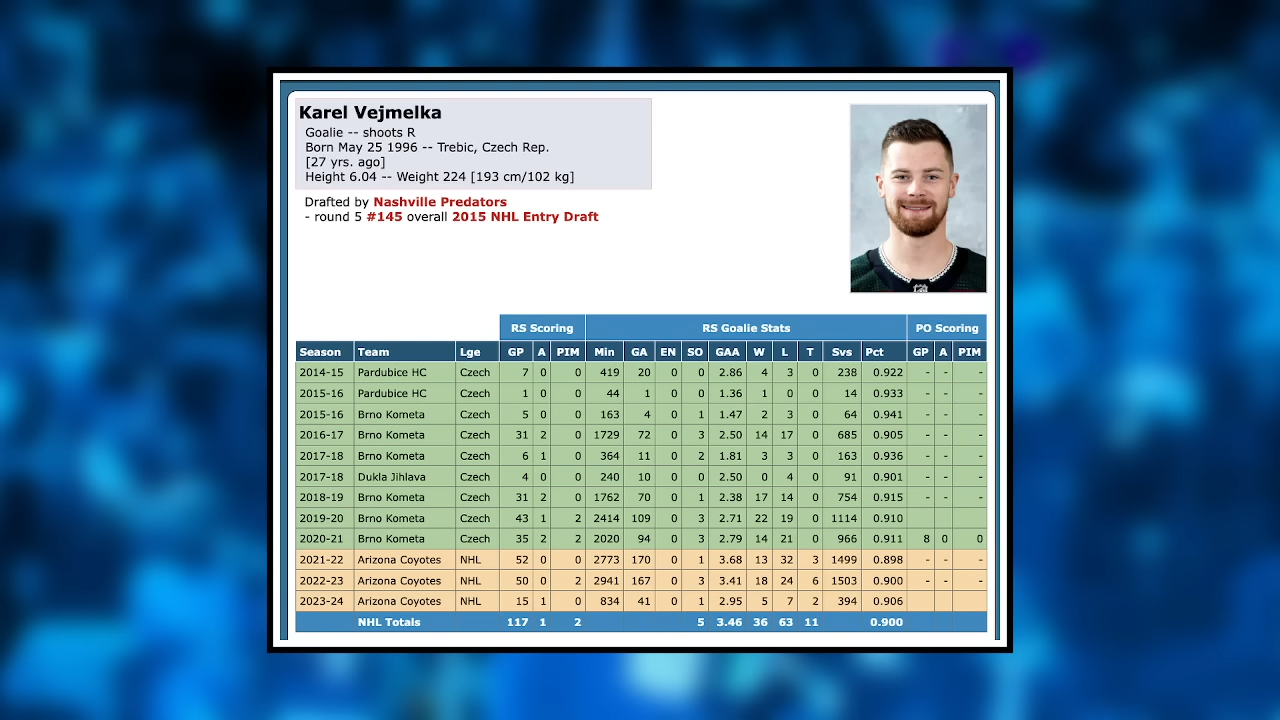 Karel Vejmelka
Goalie -- shoots R
Born May 25 1996 -- Trebic, Czech Rep.
[27 yrs. ago]
Height 6.04 -- Weight 224 [193 cm/102 kg]
Drafted by Nashville Predators
- round 5 #145 overall 2015 NHL Entry Draft
RS Scoring RS Goalie Stats PO Scoring
Season Team Lge GP A PIM Min GA EN SO GAA W L T Svs Pct GP A PIM
2014-15 Pardubice HC Czech 7 0 0 419 20 0 0 2.86 4 3 0 238 0.922 - - -
2015-16 Pardubice HC Czech 1 0 0 44 1 0 0 1.36 1 0 0 14 0.933 - - -
2015-16 Brno Kometa Czech 5 0 0 163 4 0 1 1.47 2 3 0 64 0.941 - - -
2016-17 Brno Kometa Czech 31 2 0 1729 72 0 3 2.50 14 17 0 685 0.905 - - -
2017-18 Brno Kometa Czech 6 1 0 364 11 0 2 1.81 3 3 0 163 0.936 - - -
2017-18 Dukla Jihlava Czech 4 0 0 240 10 0 0 2.50 0 4 0 91 0.901 - - -
2018-19 Brno Kometa Czech 31 2 0 1762 70 0 1 2.38 17 14 0 754 0.915 - - -
2019-20 Brno Kometa Czech 43 1 2 2414 109 0 3 2.71 22 19 0 1114 0.910
2020-21 Brno Kometa Czech 35 2 2 2020 94 0 3 2.79 14 21 0 966 0.911 8 0 0
2021-22 Arizona Coyotes NHL 52 0 0 2773 170 0 1 3.68 13 32 3 1499 0.898 - - -
2022-23 Arizona Coyotes NHL 50 0 2 2941 167 0 3 3.41 18 24 6 1503 0.900 - - -
2023-24 Arizona Coyotes NHL 15 1 0 834 41 0 1 2.95 5 7 2 394 0.906
NHL Totals 117 1 2 5 3.46 36 63 11 0.900